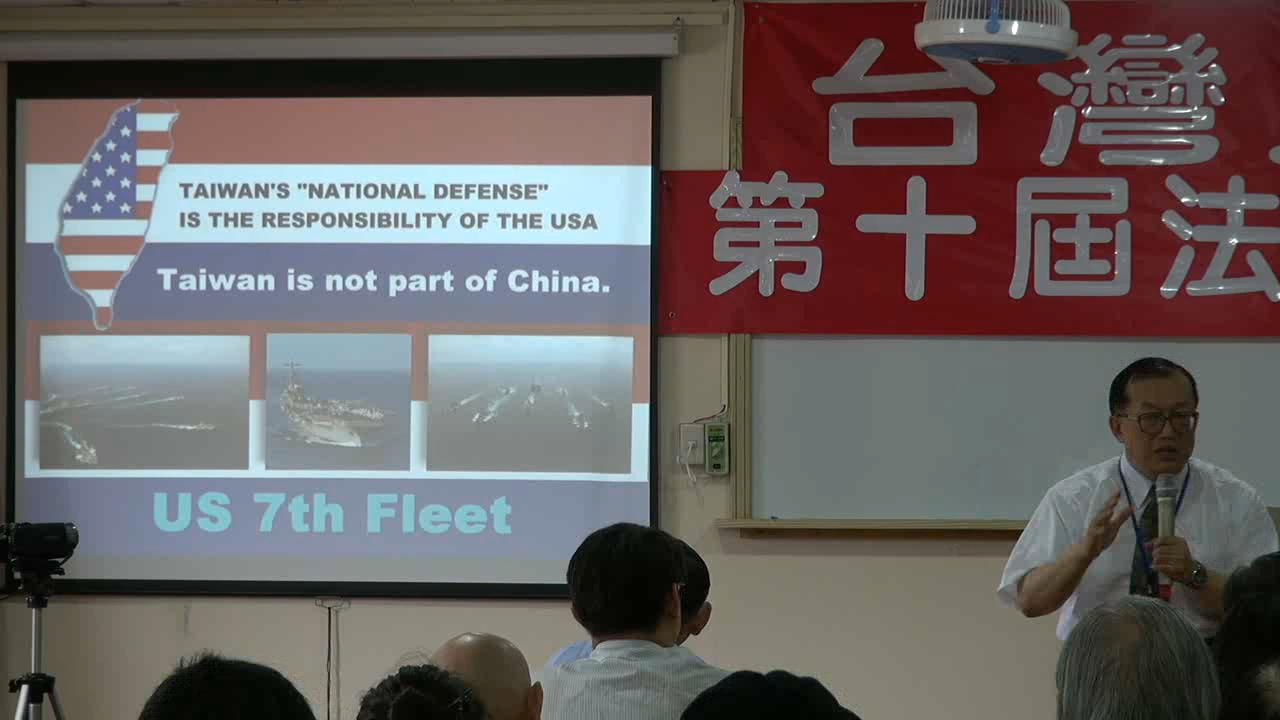 TAIWAN'S "NATIONAL DEFENSE"
IS THE RESPONSIBILITY OF THE USA
Taiwan is not part of China.
US 7th Fleet
台灣
第十屆法